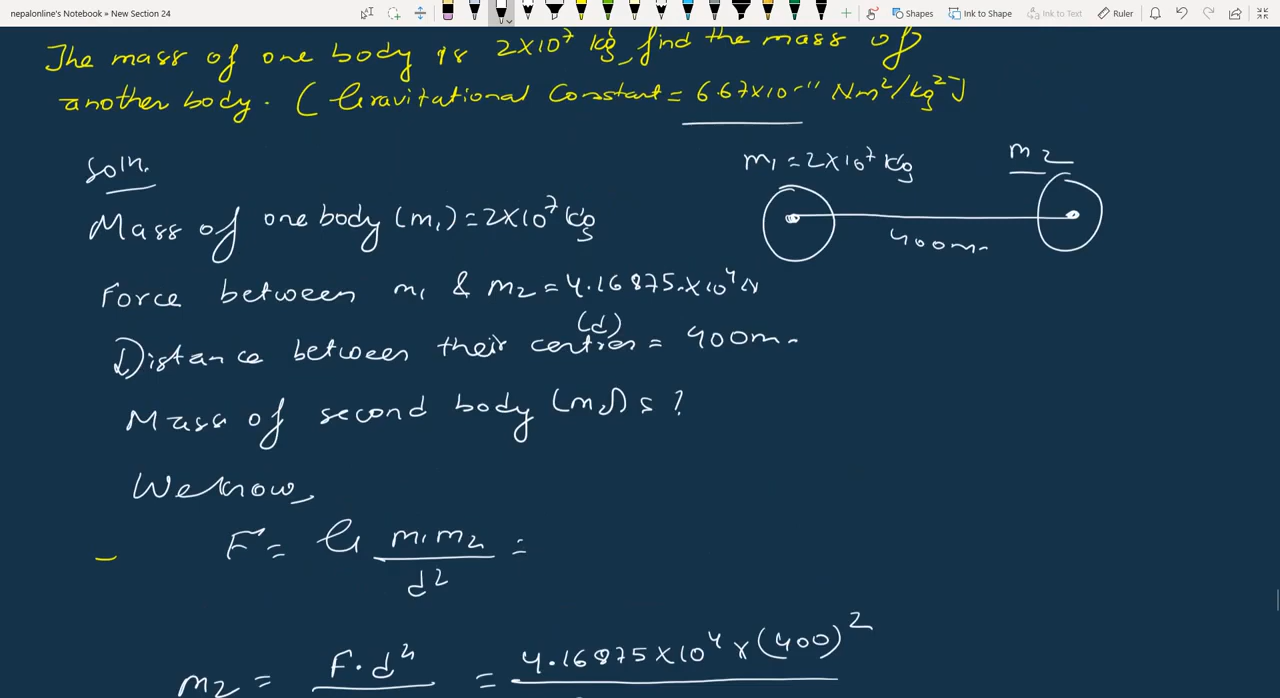 nepalonline's Notebook » New Section 24
Shapes Ink to Shape Ink to Text Ruler
The mass of one body is 2×10⁷ kg, find the mass of
another body. (Gravitational Constant = 6.67×10⁻¹¹ Nm²/kg²)
Soln.
m₁ = 2×10⁷ kg
m2
400m.
Mass of one body (m₁) = 2×10⁷ kg
Force between m₁ & m₂ = 4.16875×10⁴ N
Distance between their centres (d) = 400m.
Mass of second body (m₂) = ?
We know,
F = G m₁m₂/d² =
m₂ = F·d²/ = 4.16875×10⁴×(400)²